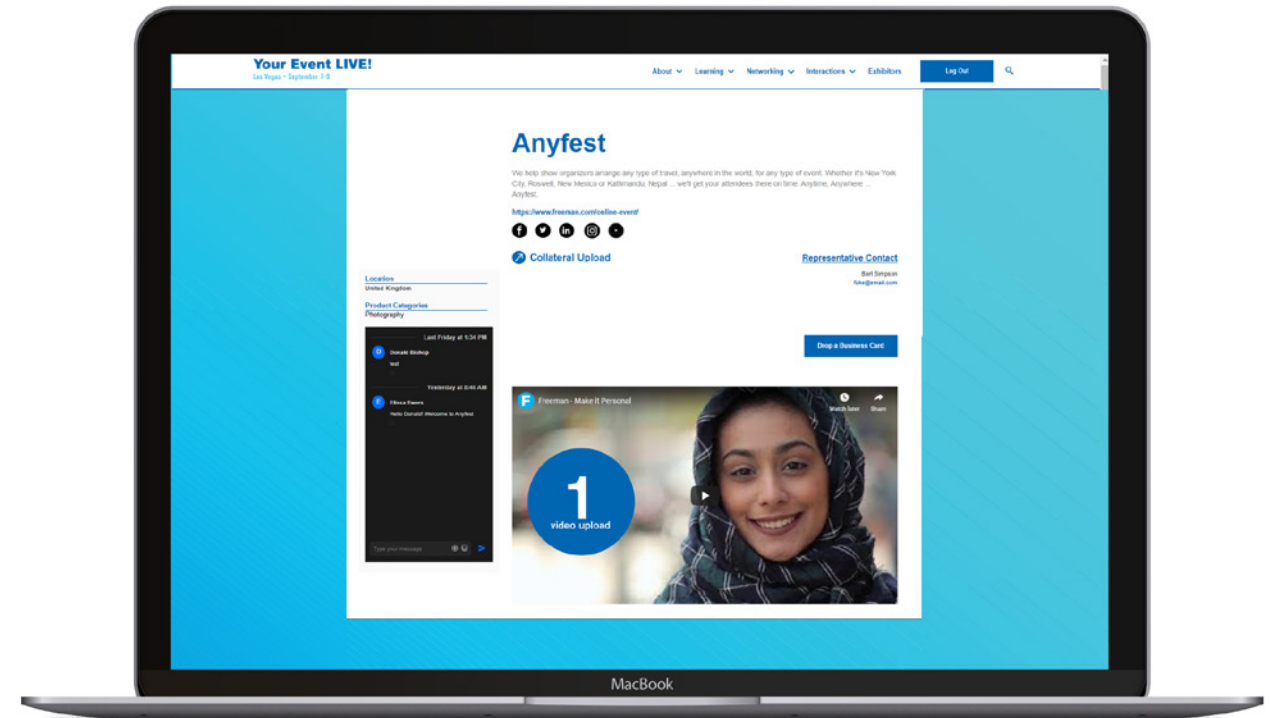 Your Event LIVE!
Las Vegas • September 7-9
About
Learning
Networking
Interactions
Exhibitors
Log Out
Anyfest
We help show organizers arrange any type of travel, anywhere in the world, for any type of event. Whether it's New York
City, Roswell, New Mexico or Kathmandu, Nepal ... we'll get your attendees there on time. Anytime, Anywhere ...
Anyfest.
https://www.freeman.com/online-event/
Collateral Upload
Representative Contact
Bart Simpson
fake@email.com
Location
United Kingdom
Product Categories
Photography
Last Friday at 1:34 PM
D
Donald Bishop
test
Yesterday at 8:46 AM
E
Elissa
Hello Donald! Welcome to Anyfest
Type your message
Drop a Business Card
F
Freeman - Make It Personal
Watch later
Share
1
video upload
MacBook